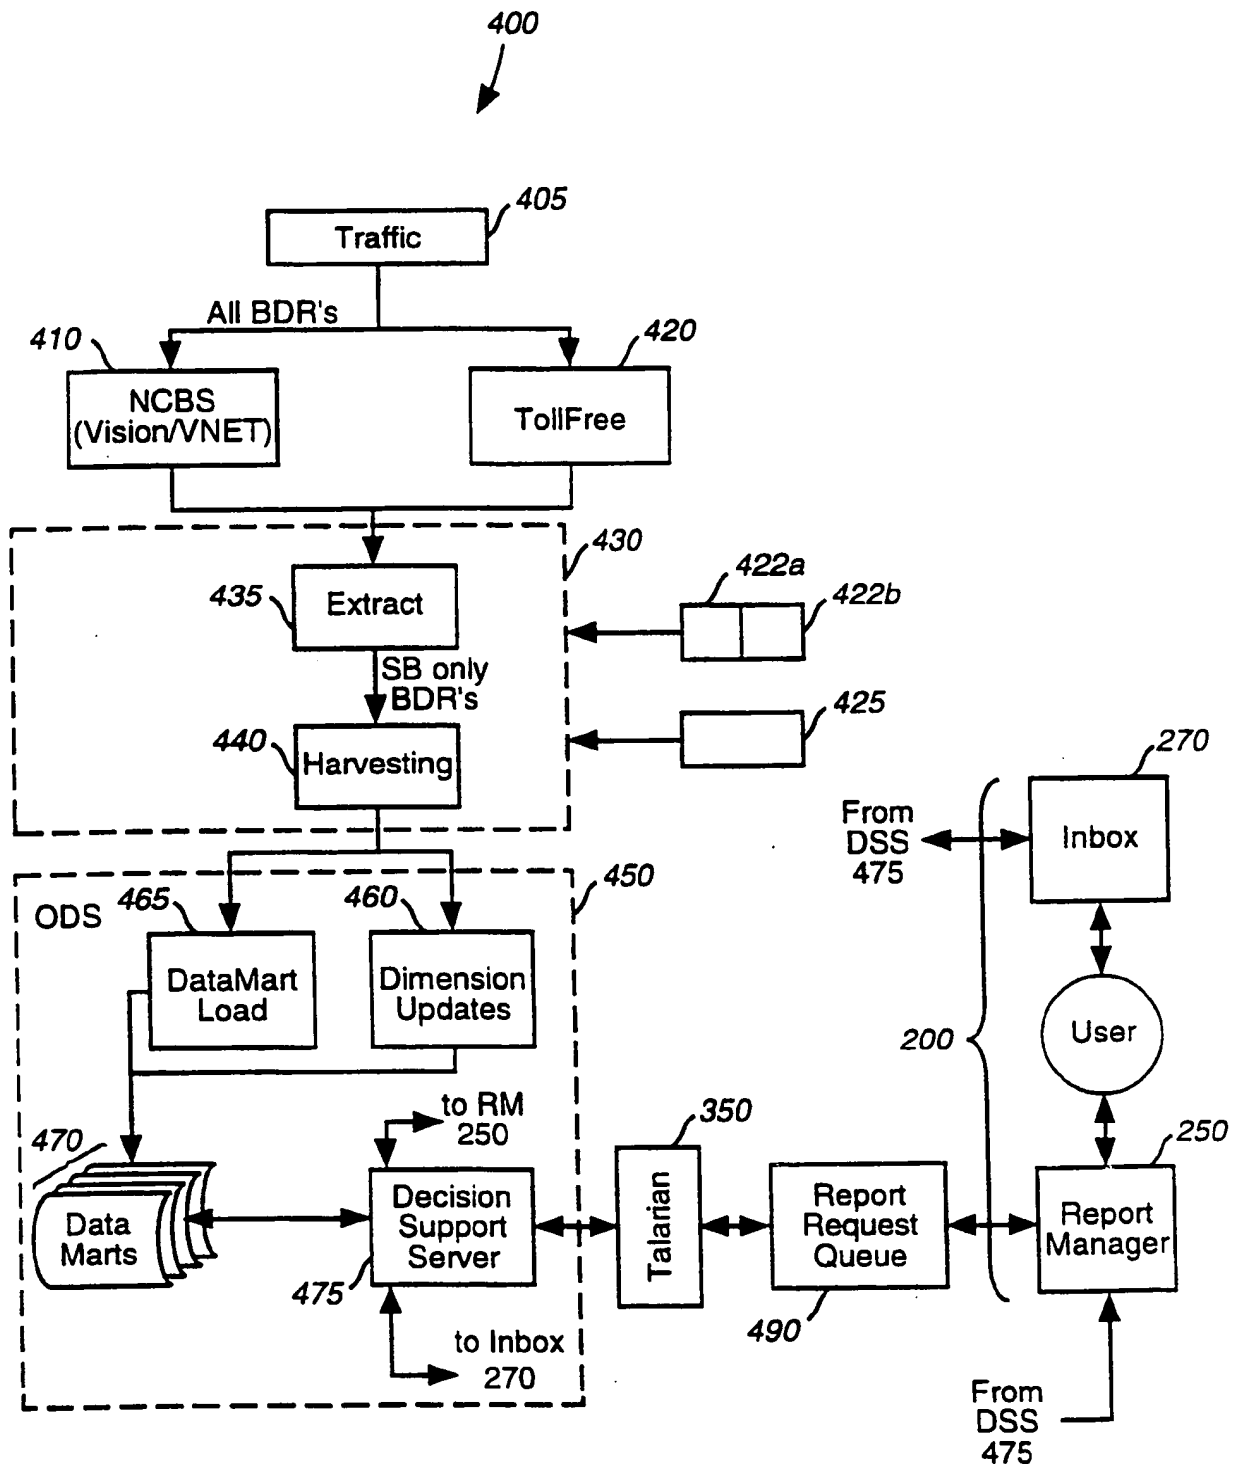 400
405
Traffic
All BDR's
410
420
NCBS
(Vision/VNET)
TollFree
430
422a
422b
435
Extract
SB only
BDR's
425
440
Harvesting
270
From
DSS
475
Inbox
450
ODS
465
460
DataMart
Load
Dimension
Updates
User
200
to RM
250
350
250
470
Data
Marts
Decision
Support
Server
475
Talarian
Report
Request
Queue
490
Report
Manager
to Inbox
270
From
DSS
475